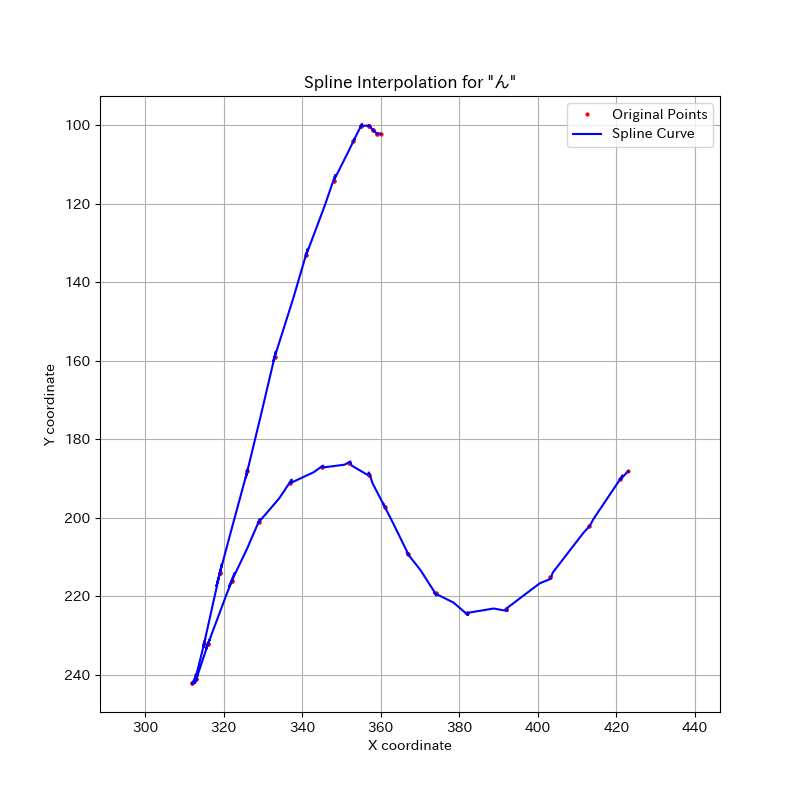 Spline Interpolation for "ん"
Original Points
Spline Curve
100
120
140
160
180
200
220
240
Y coordinate
300 320 340 360 380 400 420 440
X coordinate